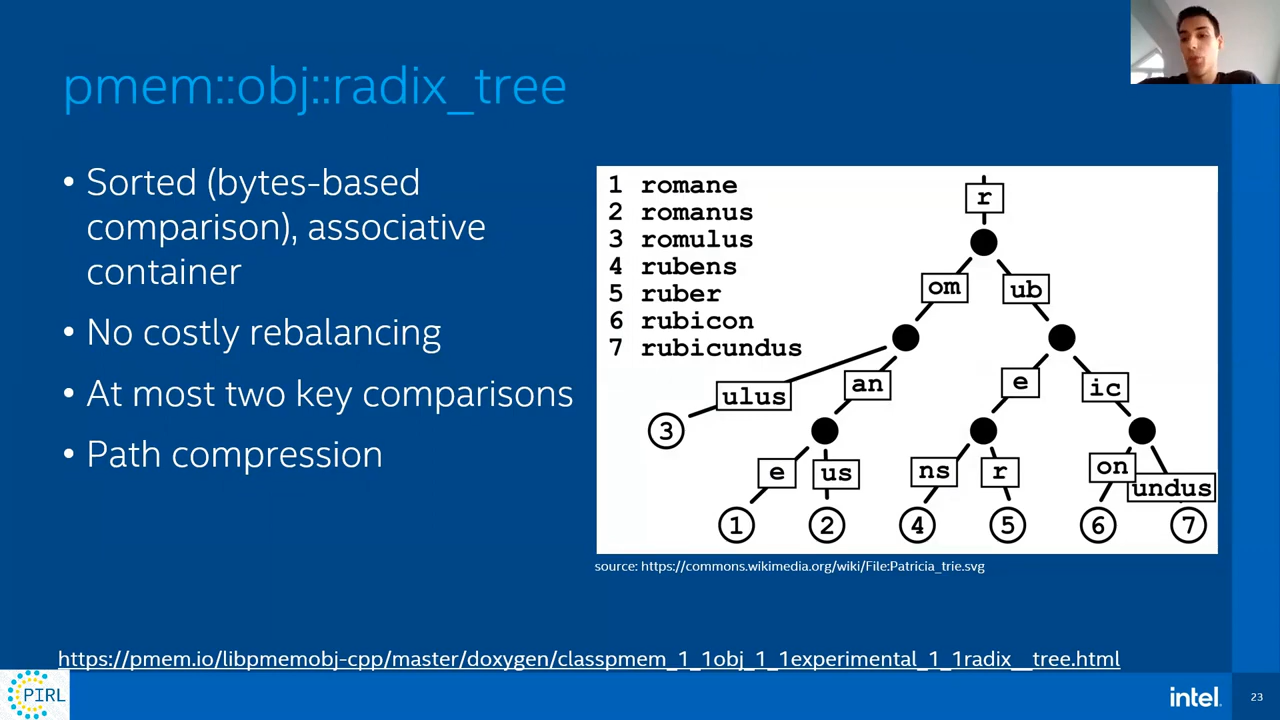 pmem::obj::radix_tree
• Sorted (bytes-based
comparison), associative
container
• No costly rebalancing
• At most two key comparisons
• Path compression
1 romane
2 romanus
3 romulus
4 rubens
5 ruber
6 rubicon
7 rubicundus
r
om ub
ulus an e ic
3
e us ns r on undus
1 2 4 5 6 7
source: https://commons.wikimedia.org/wiki/File:Patricia_trie.svg
https://pmem.io/libpmemobj-cpp/master/doxygen/classpmem_1_1obj_1_1experimental_1_1radix__tree.html
PIRL
intel.
23